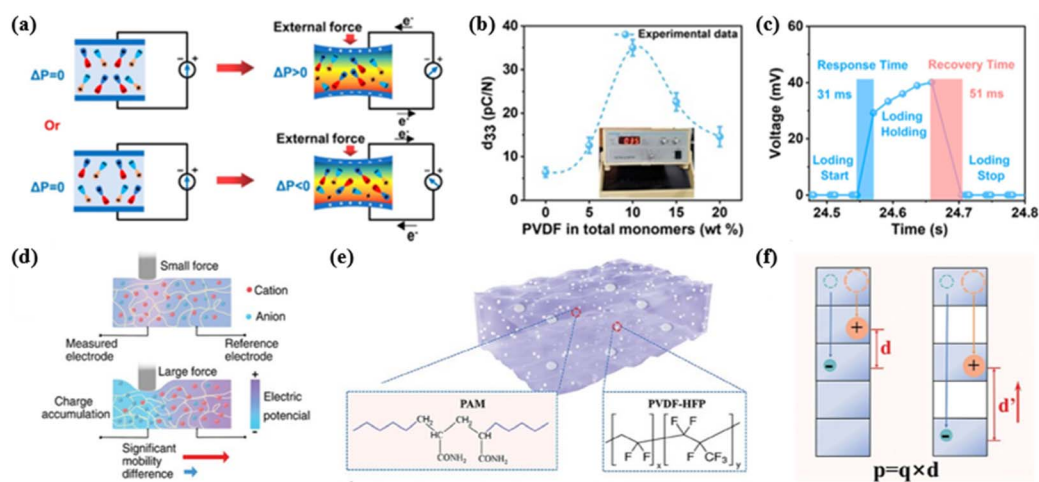 (a)
ΔP=0
External force
e-
ΔP>0
e-
Or
ΔP=0
External force
e-
ΔP<0
e-
(b)
Experimental data
d33 (pC/N)
40
30
20
10
0
0 5 10 15 20
PVDF in total monomers (wt %)
(c)
Voltage (mV)
60
40
20
0
Response Time
31 ms
Recovery Time
51 ms
Loding
Holding
Loding
Start
Loding
Stop
24.5 24.6 24.7 24.8
Time (s)
(d)
Small force
Cation
Anion
Measured
electrode
Reference
electrode
Large force
Charge
accumulation
Electric
potencial
+
-
Significant
mobility
difference
(e)
PAM
CH2
CH2
CH
CH
CONH2
CONH2
PVDF-HFP
F F
F F
F CF3
x
y
(f)
+
d
-
+
d'
-
p=q×d